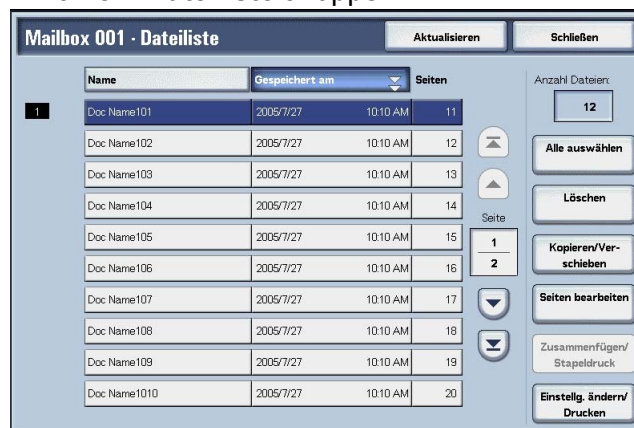 Mailbox 001 - Dateiliste
Aktualisieren
Schließen
Name
Gespeichert am
Seiten
Anzahl Dateien:
12
1
Doc Name101 2005/7/27 10:10 AM 11
Doc Name102 2005/7/27 10:10 AM 12
Doc Name103 2005/7/27 10:10 AM 13
Doc Name104 2005/7/27 10:10 AM 14
Doc Name105 2005/7/27 10:10 AM 15
Doc Name106 2005/7/27 10:10 AM 16
Doc Name107 2005/7/27 10:10 AM 17
Doc Name108 2005/7/27 10:10 AM 18
Doc Name109 2005/7/27 10:10 AM 19
Doc Name1010 2005/7/27 10:10 AM 20
Seite
1
2
Alle auswählen
Löschen
Kopieren/Ver-
schieben
Seiten bearbeiten
Zusammenfügen/
Stapeldruck
Einstellg. ändern/
Drucken